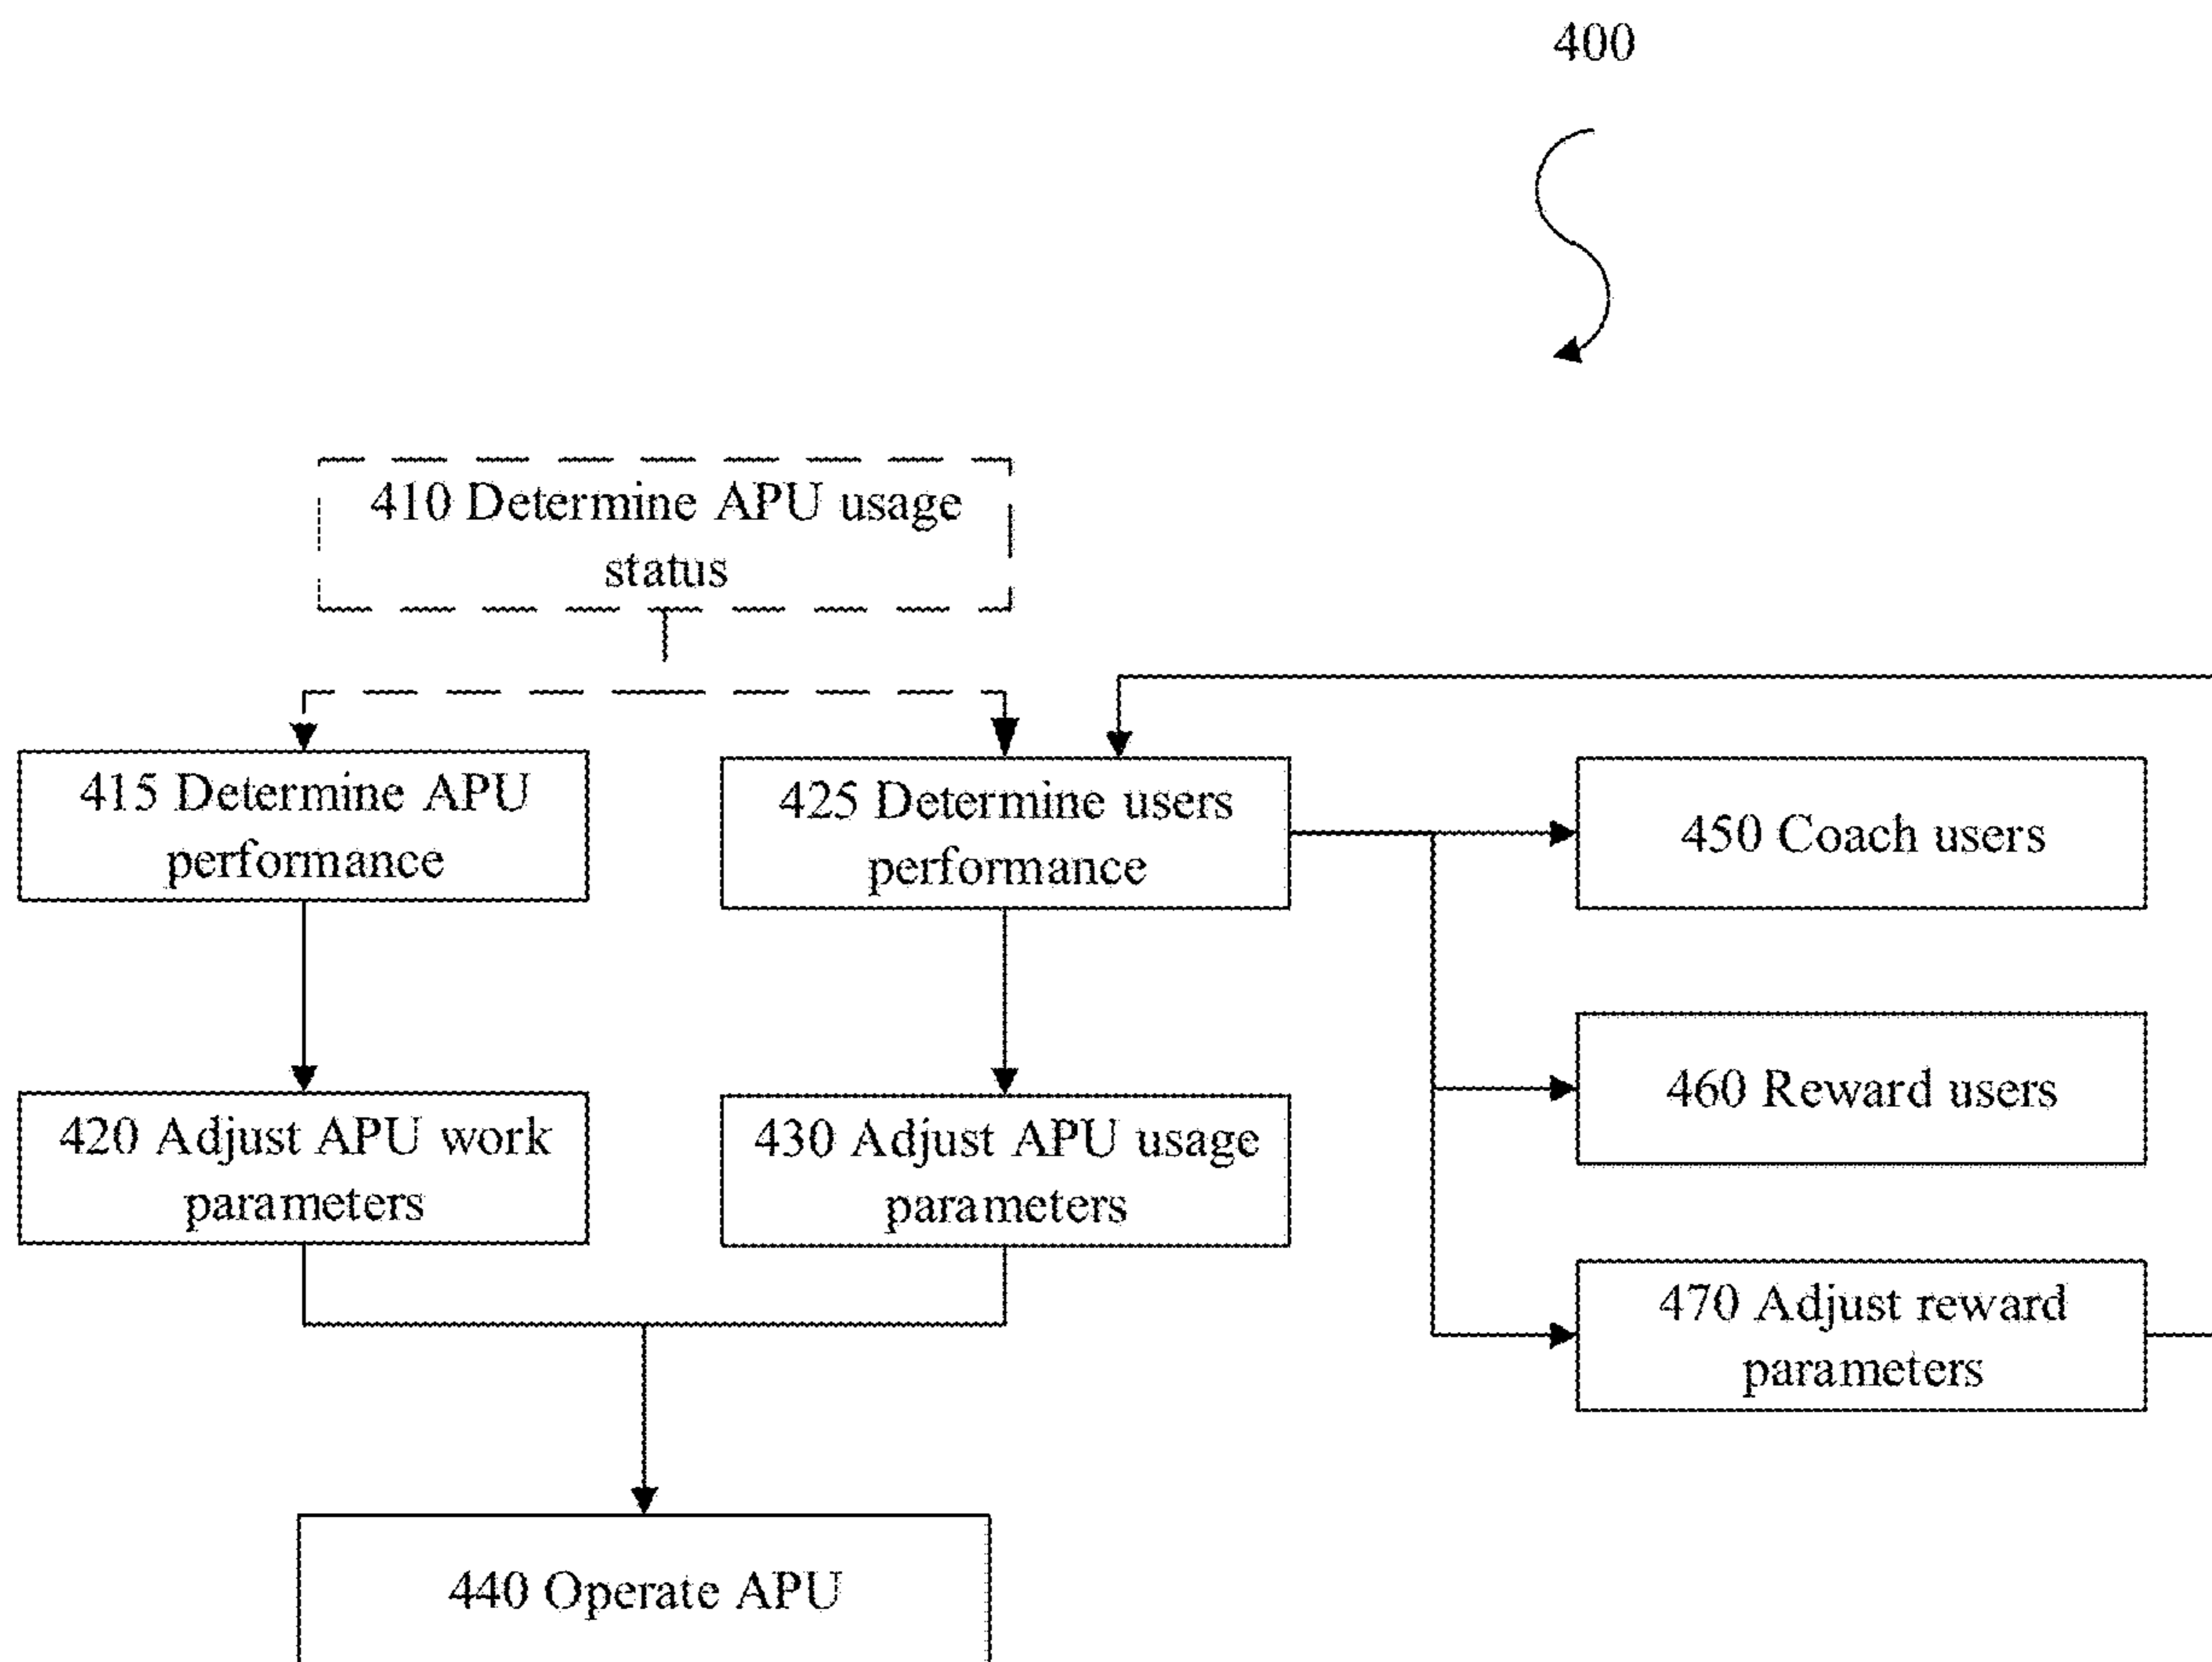 400
410 Determine APU usage
status
415 Determine APU
performance
425 Determine users
performance
450 Coach users
420 Adjust APU work
parameters
430 Adjust APU usage
parameters
460 Reward users
470 Adjust reward
parameters
440 Operate APU